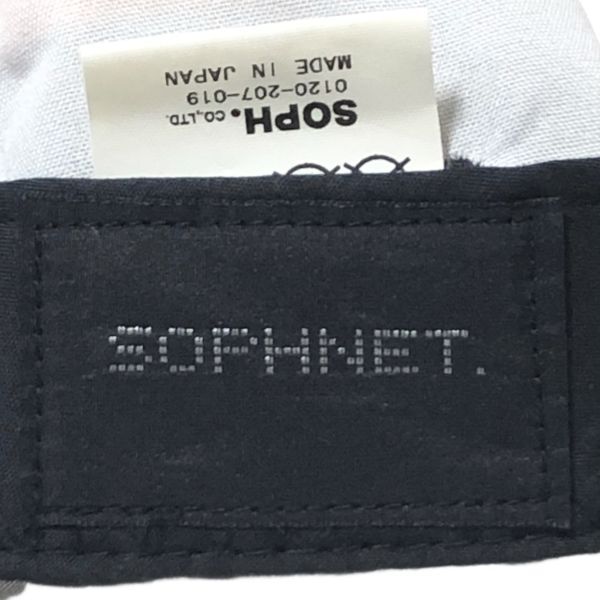 SOPH. CO.,LTD.
0120-207-019
MADE IN JAPAN
SOPHNET.